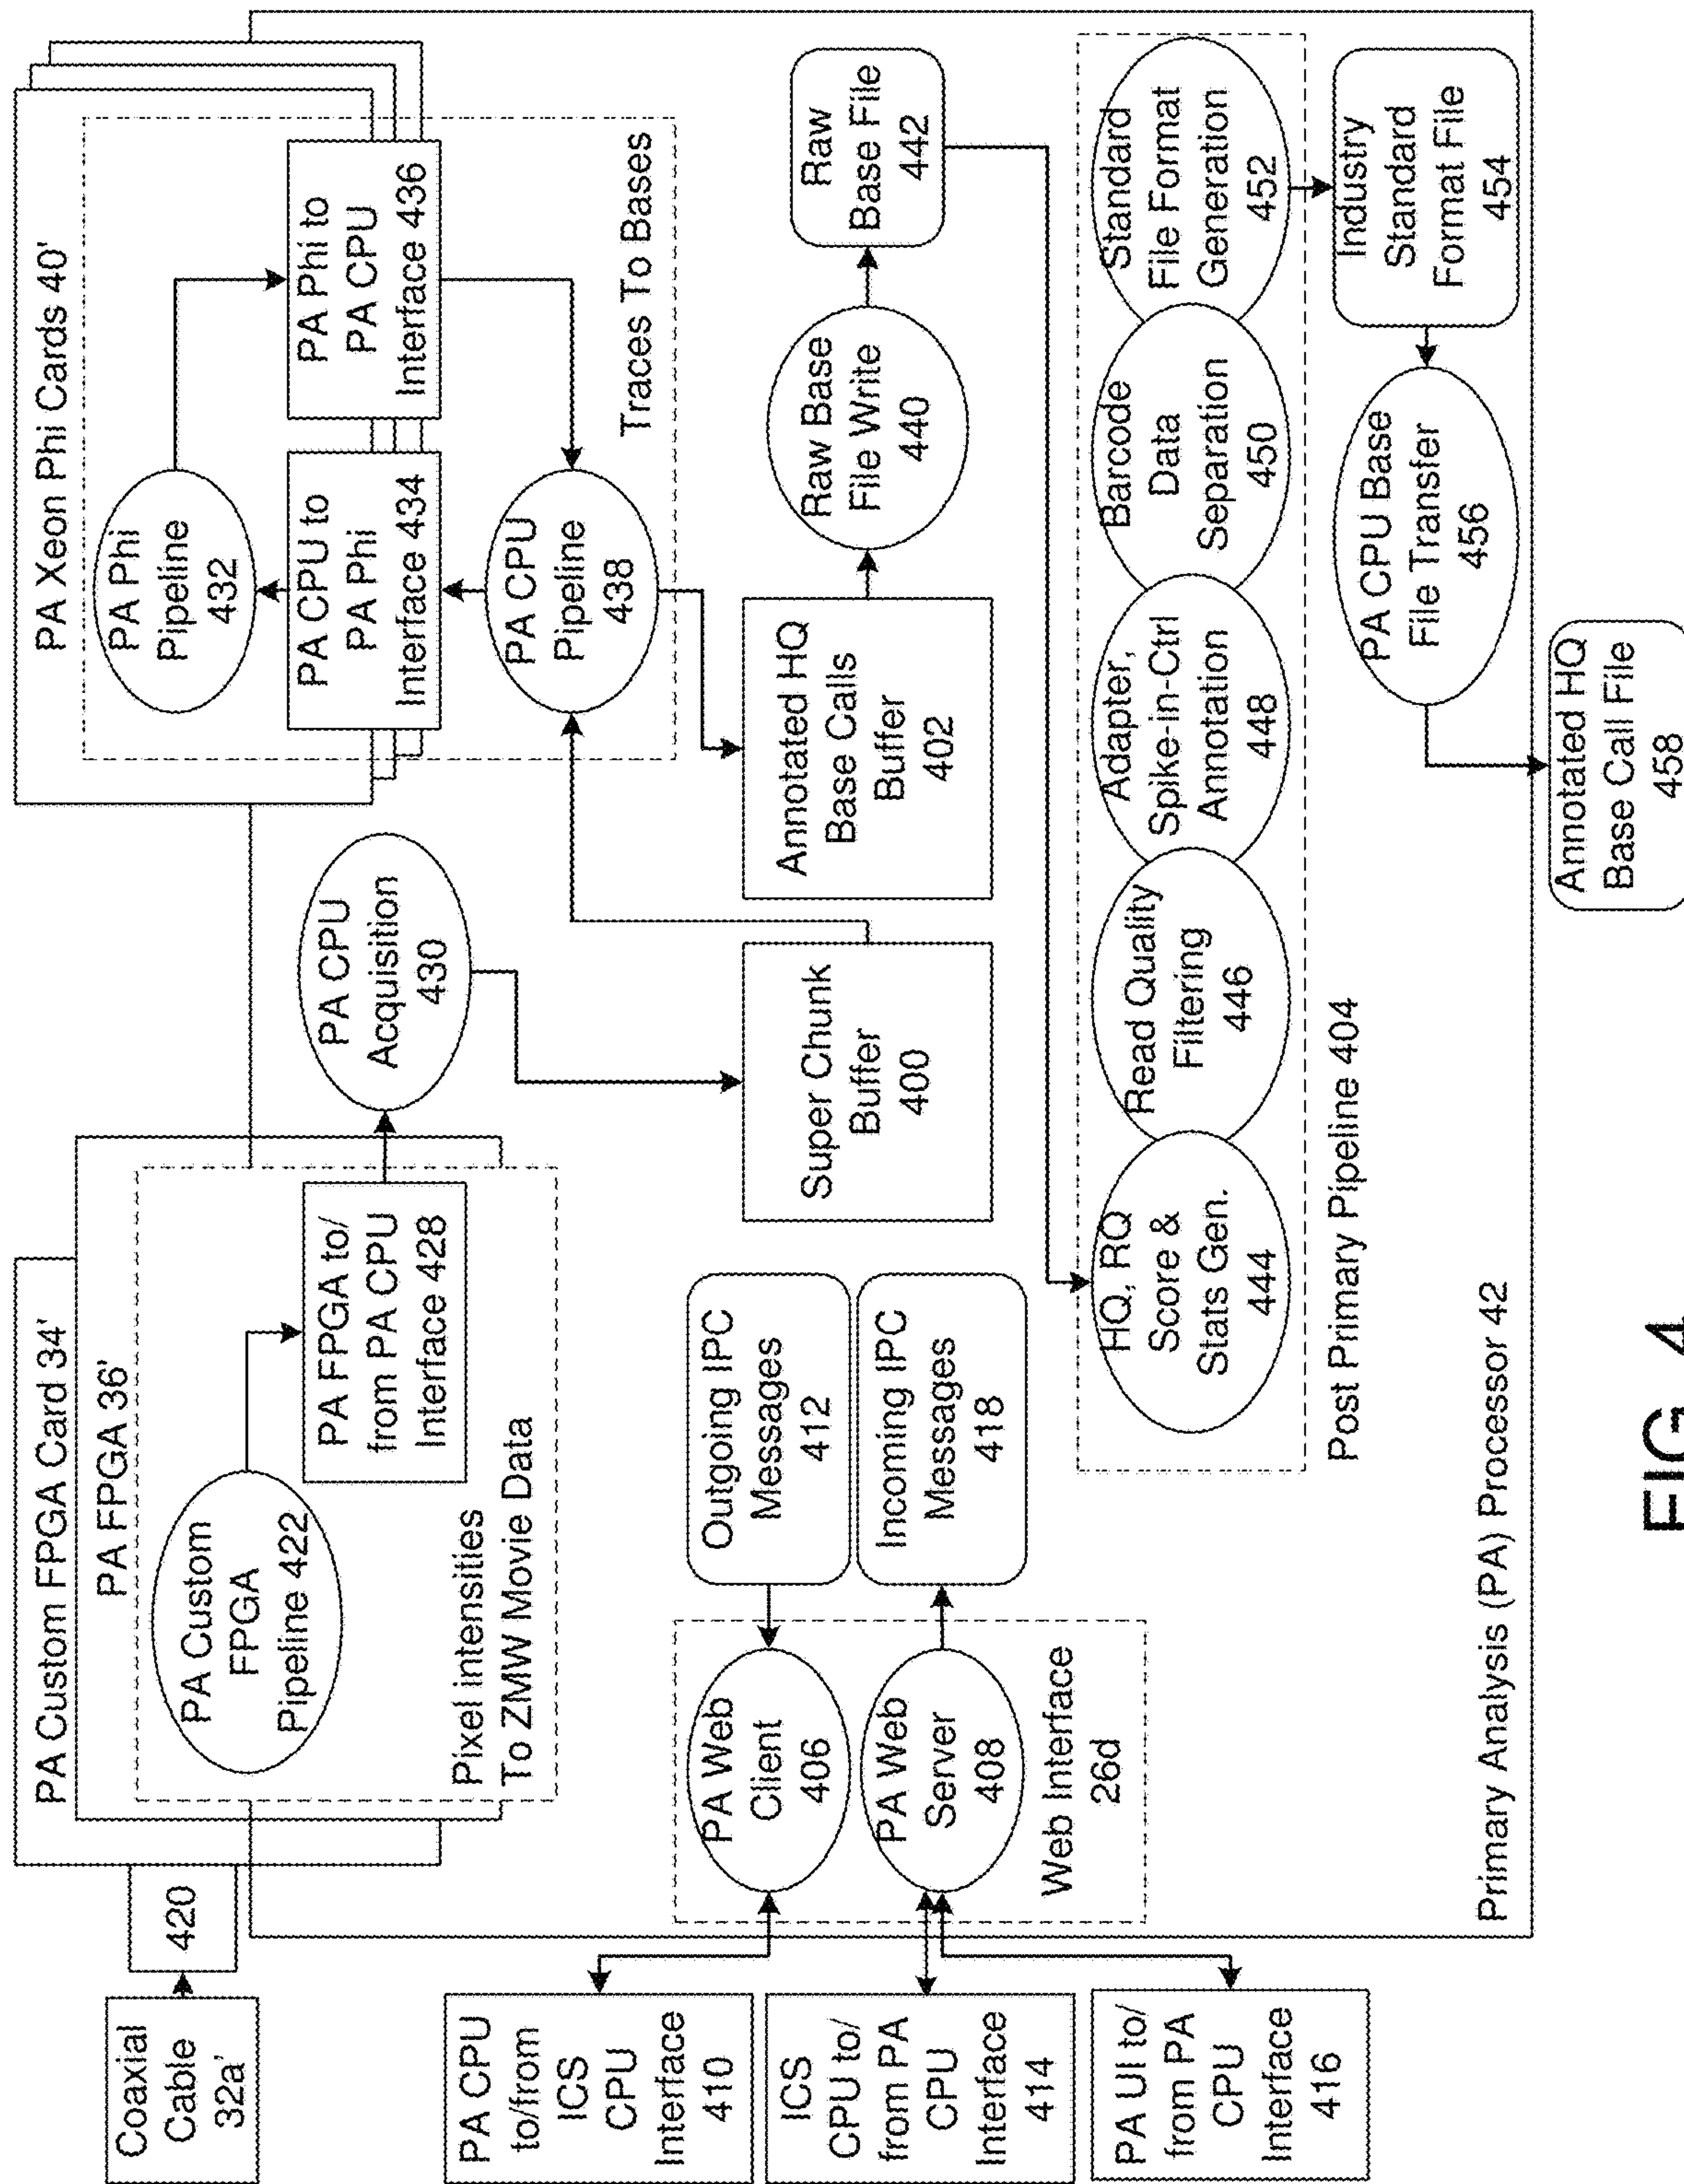 Coaxial
Cable
32a'
420
PA Custom FPGA Card 34'
PA FPGA 36'
PA Custom
FPGA
Pipeline 422
PA FPGA to/
from PA CPU
Interface 428
Pixel intensities
To ZMW Movie Data
PA CPU
Acquisition
430
PA Xeon Phi Cards 40'
PA Phi
Pipeline
432
PA CPU to
PA Phi
Interface 434
PA Phi to
PA CPU
Interface 436
PA CPU
Pipeline
438
Traces To Bases
PA CPU
to/from
ICS
CPU
Interface
410
ICS
CPU to/
from PA
CPU
Interface
414
PA UI to/
from PA
CPU
Interface
416
PA Web
Client
406
PA Web
Server
408
Web Interface
26d
Outgoing IPC
Messages
412
Incoming IPC
Messages
418
Super Chunk
Buffer
400
Annotated HQ
Base Calls
Buffer
402
Raw Base
File Write
440
Raw
Base File
442
HQ, RQ
Score &
Stats Gen.
444
Read Quality
Filtering
446
Adapter,
Spike-in-Ctrl
Annotation
448
Barcode
Data
Separation
450
Standard
File Format
Generation
452
Post Primary Pipeline 404
Industry
Standard
Format File
454
PA CPU Base
File Transfer
456
Primary Analysis (PA) Processor 42
Annotated HQ
Base Call File
458
FIG. 4